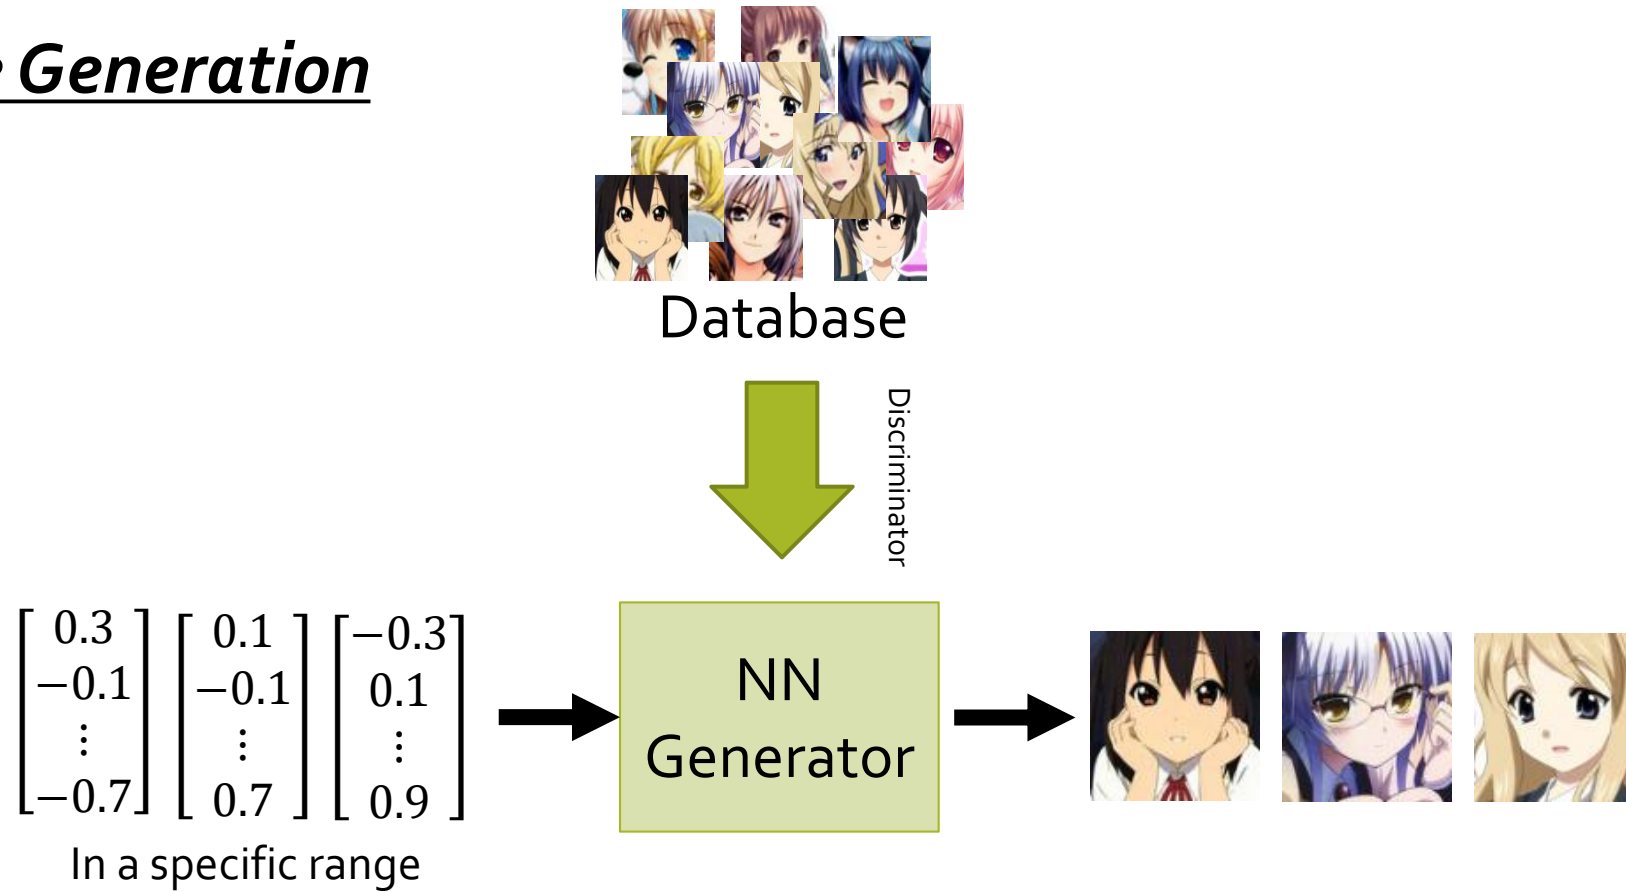 e Generation
Database
Discriminator
0.3 0.1 −0.3
−0.1 −0.1 0.1
⋮ ⋮ ⋮
−0.7 0.7 0.9
NN
Generator
In a specific range